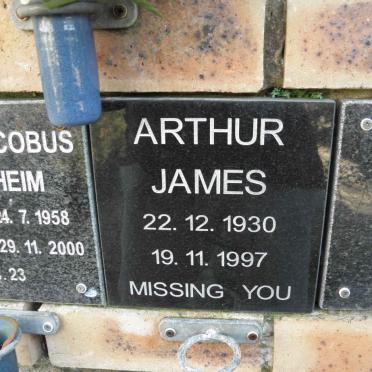 COBUS
HEIM
24. 7. 1958
29. 11. 2000
23
ARTHUR
JAMES
22. 12. 1930
19. 11. 1997
MISSING YOU